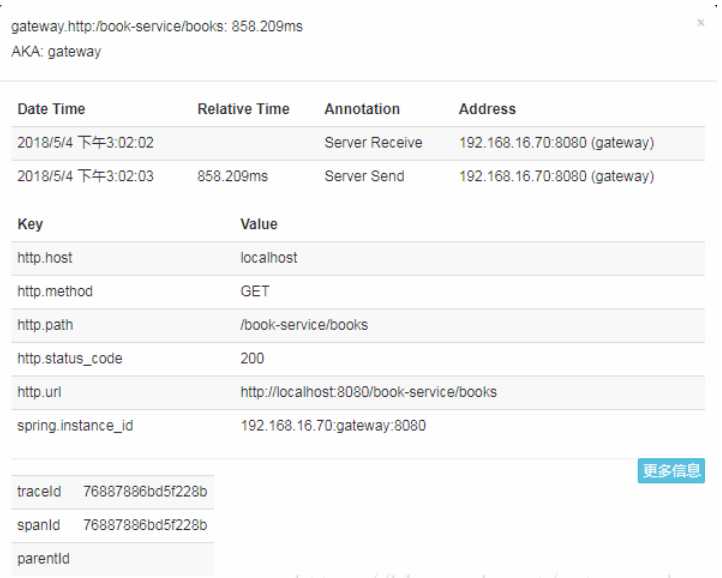 gateway.http:/book-service/books: 858.209ms
×
AKA: gateway
Date Time Relative Time Annotation Address
2018/5/4 下午3:02:02 Server Receive 192.168.16.70:8080 (gateway)
2018/5/4 下午3:02:03 858.209ms Server Send 192.168.16.70:8080 (gateway)
Key Value
http.host localhost
http.method GET
http.path /book-service/books
http.status_code 200
http.url http://localhost:8080/book-service/books
spring.instance_id 192.168.16.70:gateway:8080
更多信息
traceId 76887886bd5f228b
spanId 76887886bd5f228b
parentId